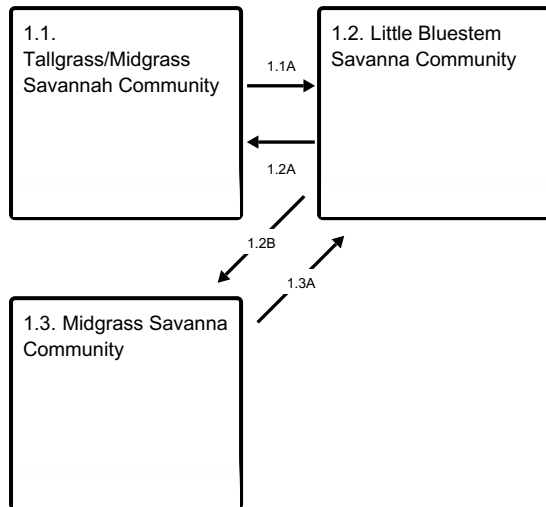 1.1.
Tallgrass/Midgrass
Savannah Community
1.1A
1.2. Little Bluestem
Savanna Community
1.2A
1.2B
1.3A
1.3. Midgrass Savanna
Community